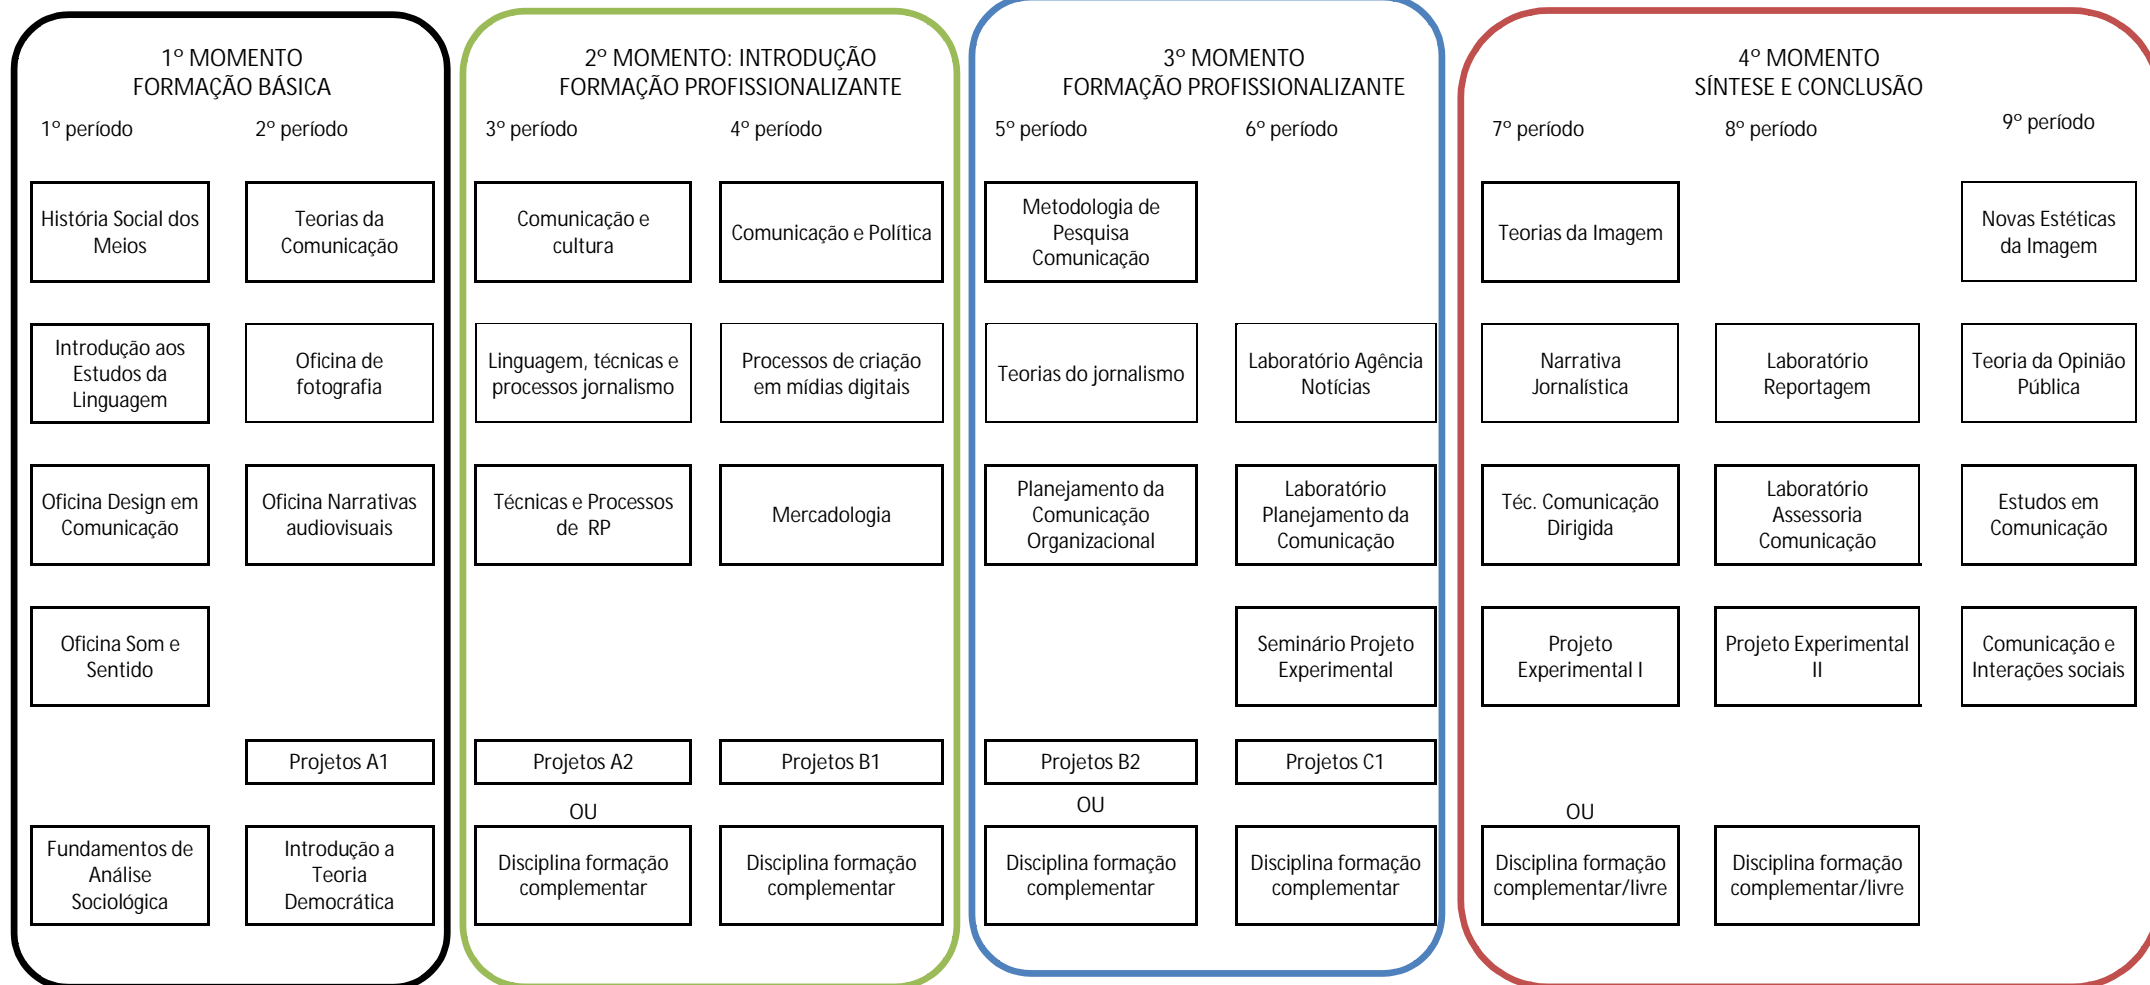 1º MOMENTO
FORMAÇÃO BÁSICA
1º período
2º período
História Social dos
Meios
Teorias da
Comunicação
Introdução aos
Estudos da
Linguagem
Oficina de
fotografia
Oficina Design em
Comunicação
Oficina Narrativas
audiovisuais
Oficina Som e
Sentido
Projetos A1
Fundamentos de
Análise
Sociológica
Introdução a
Teoria
Democrática
2º MOMENTO: INTRODUÇÃO
FORMAÇÃO PROFISSIONALIZANTE
3º período
4º período
Comunicação e
cultura
Comunicação e Política
Linguagem, técnicas e
processos jornalismo
Processos de criação
em mídias digitais
Técnicas e Processos
de RP
Mercadologia
Projetos A2
Projetos B1
OU
Disciplina formação
complementar
Disciplina formação
complementar
3º MOMENTO
FORMAÇÃO PROFISSIONALIZANTE
5º período
6º período
Metodologia de
Pesquisa
Comunicação
Teorias do jornalismo
Laboratório Agência
Notícias
Planejamento da
Comunicação
Organizacional
Laboratório
Planejamento da
Comunicação
Seminário Projeto
Experimental
Projetos B2
Projetos C1
OU
Disciplina formação
complementar
Disciplina formação
complementar
4º MOMENTO
SÍNTESE E CONCLUSÃO
7º período
8º período
9º período
Teorias da Imagem
Novas Estéticas
da Imagem
Narrativa
Jornalística
Laboratório
Reportagem
Teoria da Opinião
Pública
Téc. Comunicação
Dirigida
Laboratório
Assessoria
Comunicação
Estudos em
Comunicação
Projeto
Experimental I
Projeto Experimental
II
Comunicação e
Interações sociais
OU
Disciplina formação
complementar/livre
Disciplina formação
complementar/livre